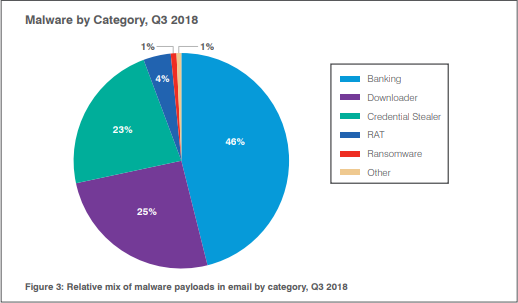 Malware by Category, Q3 2018
1%
1%
4%
23%
46%
25%
Banking
Downloader
Credential Stealer
RAT
Ransomware
Other
Figure 3: Relative mix of malware payloads in email by category, Q3 2018